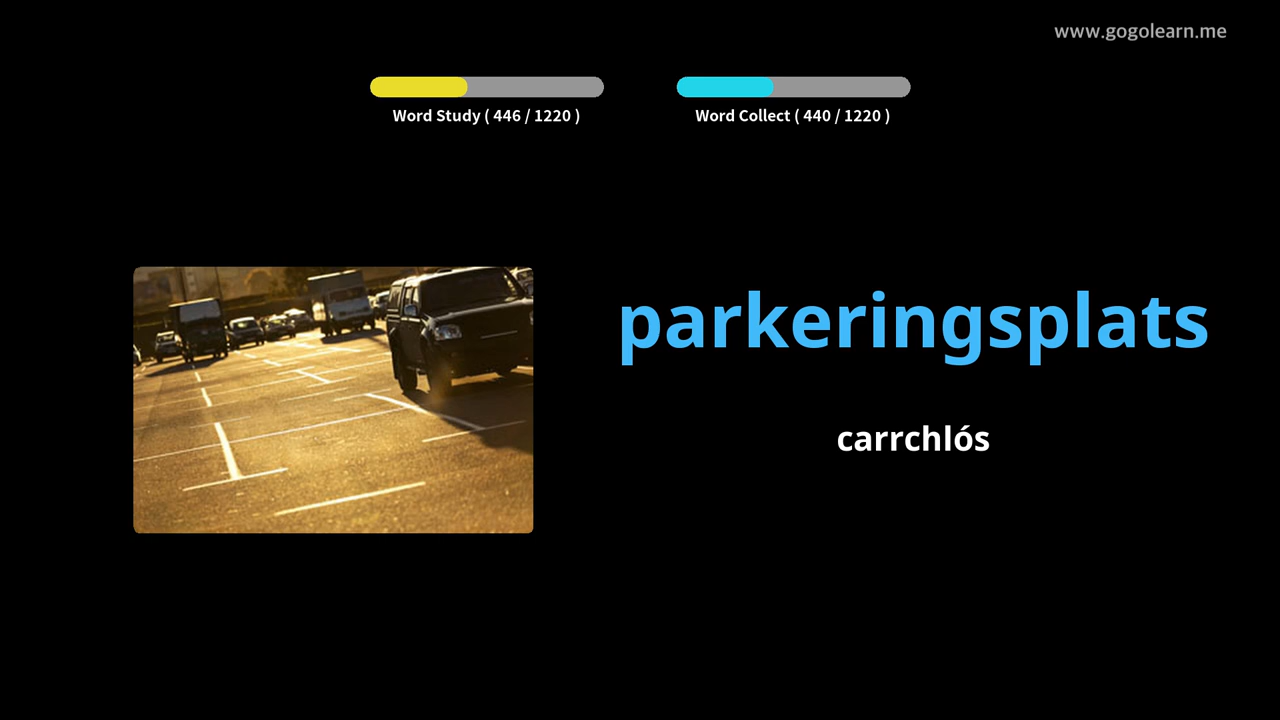 www.gogolearn.me
Word Study ( 446 / 1220 )
Word Collect ( 440 / 1220 )
parkeringsplats
carrchlós